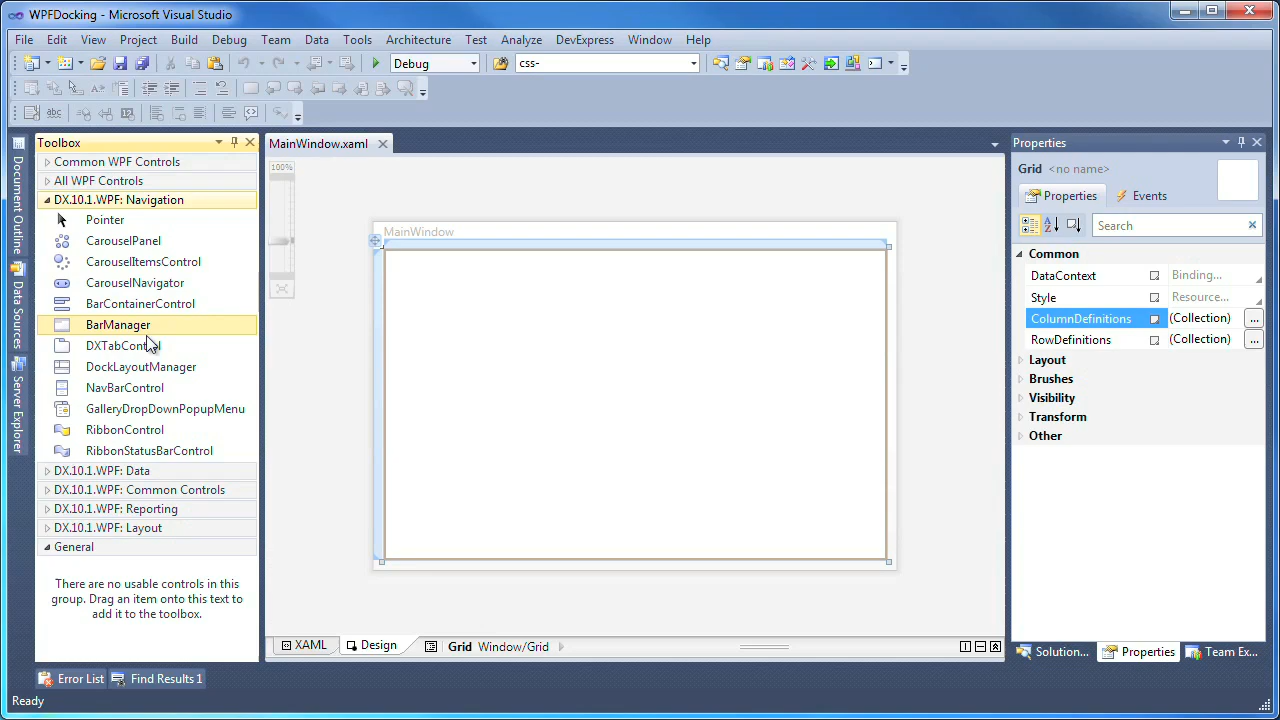 WPFDocking - Microsoft Visual Studio
File Edit View Project Build Debug Team Data Tools Architecture Test Analyze DevExpress Window Help
Debug css-
Toolbox
Common WPF Controls
All WPF Controls
DX.10.1.WPF: Navigation
Pointer
CarouselPanel
CarouselItemsControl
CarouselNavigator
BarContainerControl
BarManager
DXTabControl
DockLayoutManager
NavBarControl
GalleryDropDownPopupMenu
RibbonControl
RibbonStatusBarControl
DX.10.1.WPF: Data
DX.10.1.WPF: Common Controls
DX.10.1.WPF: Reporting
DX.10.1.WPF: Layout
General
There are no usable controls in this
group. Drag an item onto this text to
add it to the toolbox.
Document Outline
Data Sources
Server Explorer
MainWindow.xaml
100%
MainWindow
XAML Design Grid Window/Grid
Properties
Grid <no name>
Properties Events
Search
Common
DataContext Binding...
Style Resource...
ColumnDefinitions (Collection) ...
RowDefinitions (Collection) ...
Layout
Brushes
Visibility
Transform
Other
Solution... Properties Team Ex...
Error List Find Results 1
Ready